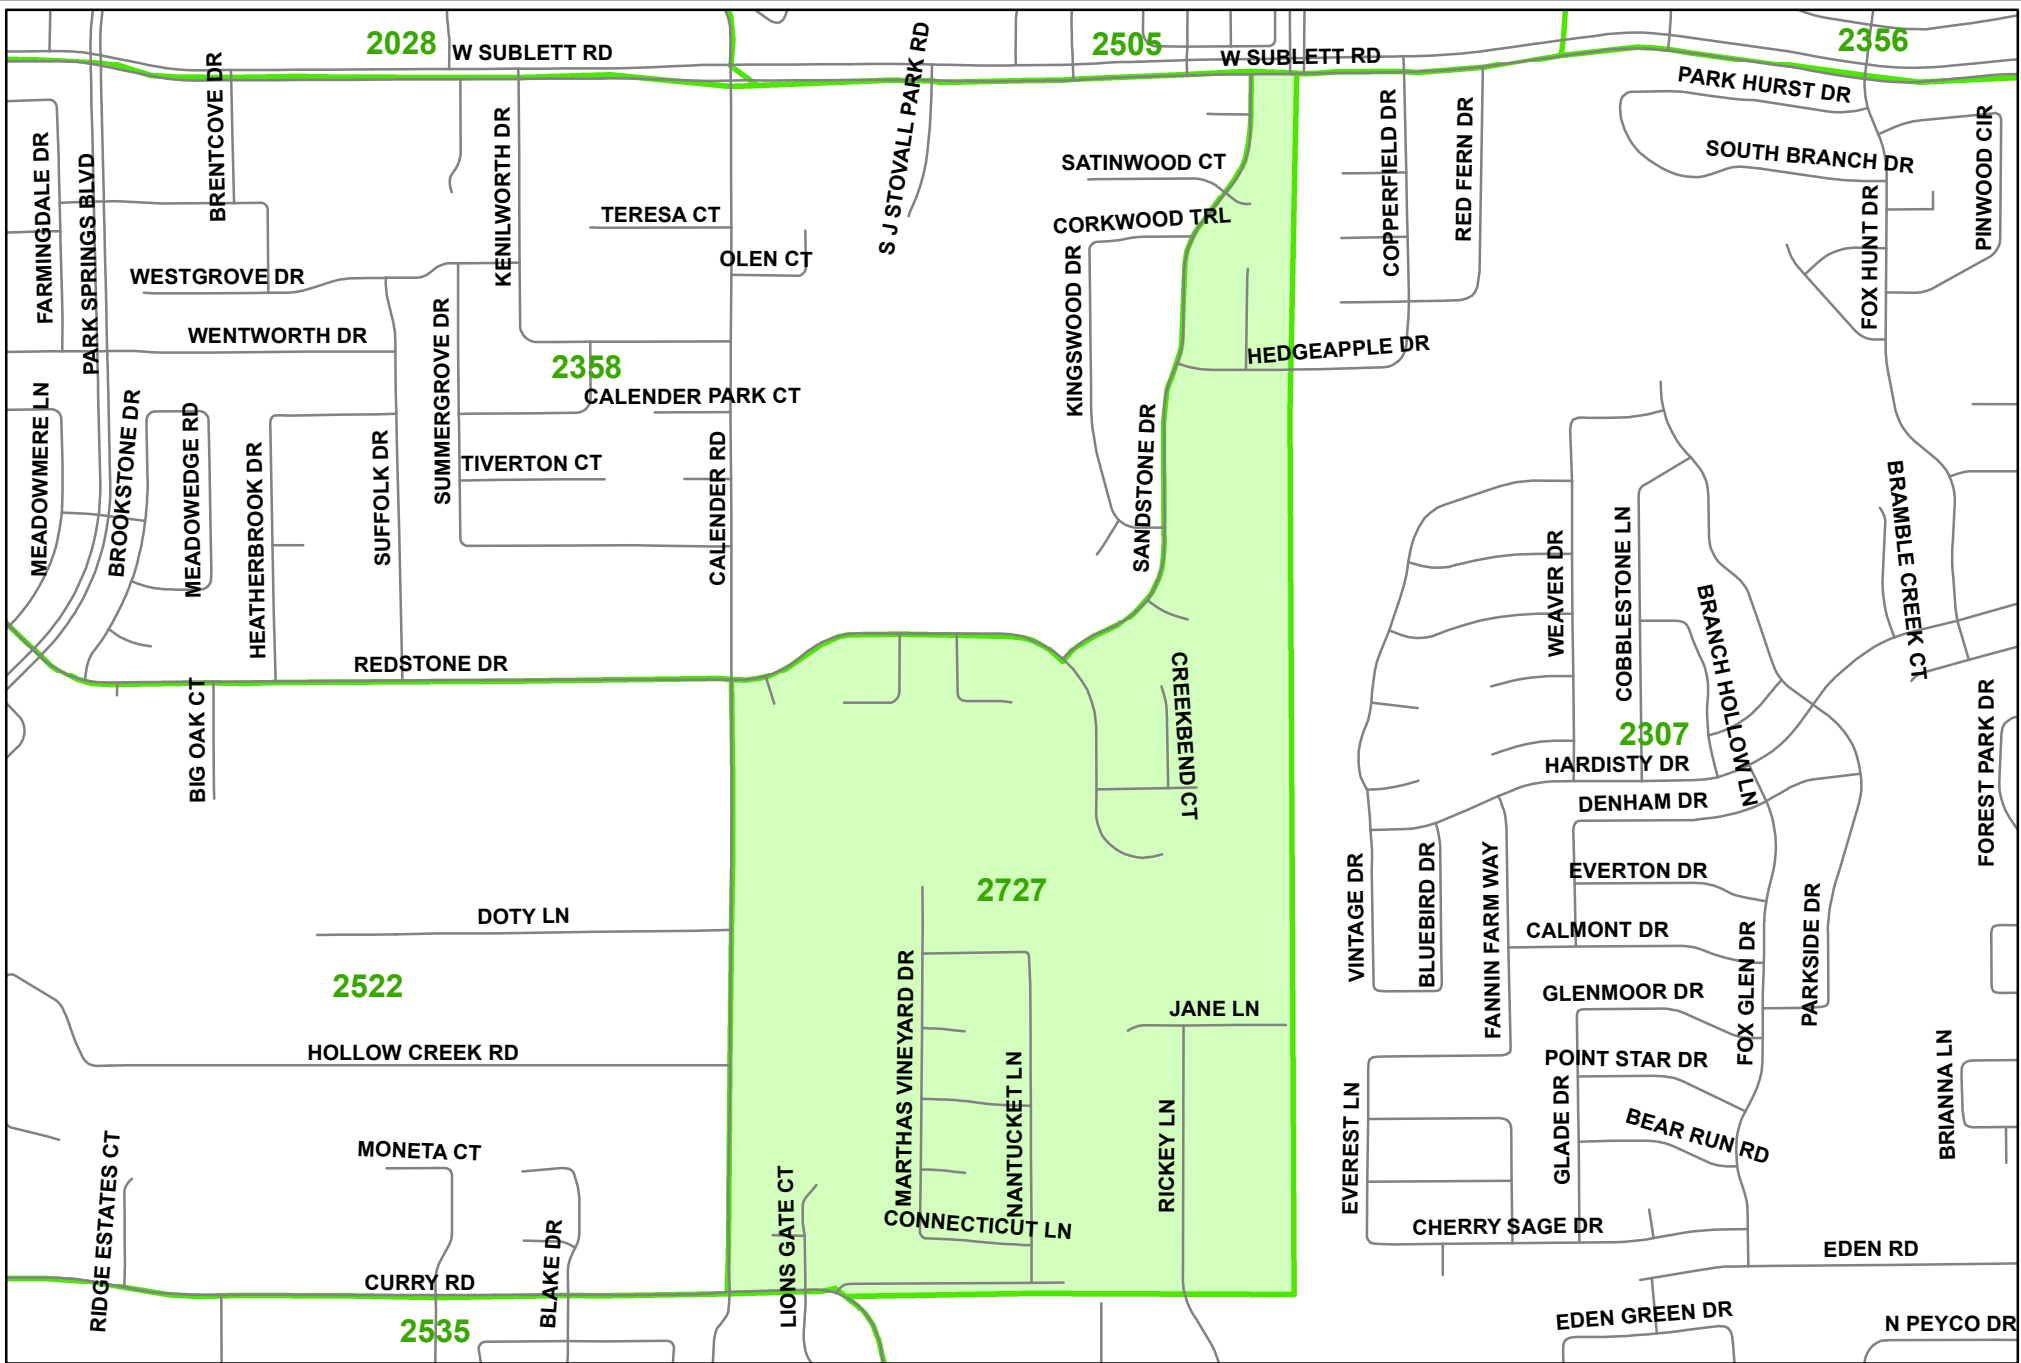 2028
W SUBLETT RD
2505
W SUBLETT RD
2356
PARK HURST DR
SOUTH BRANCH DR
PINWOOD CIR
FOX HUNT DR
FARMINGDALE DR
PARK SPRINGS BLVD
BRENTCOVE DR
KENILWORTH DR
S J STOVALL PARK RD
SATINWOOD CT
CORKWOOD TRL
COPPERFIELD DR
RED FERN DR
TERESA CT
OLEN CT
WESTGROVE DR
WENTWORTH DR
SUMMERGROVE DR
2358
CALENDER PARK CT
KINGSWOOD DR
HEDGEAPPLE DR
MEADOWMERE LN
BROOKSTONE DR
MEADOWEDGE RD
HEATHERBROOK DR
SUFFOLK DR
TIVERTON CT
CALENDER RD
SANDSTONE DR
WEAVER DR
COBBLESTONE LN
BRANCH HOLLOW LN
BRAMBLE CREEK CT
REDSTONE DR
BIG OAK CT
CREEKBEND CT
2307
HARDISTY DR
DENHAM DR
FOREST PARK DR
VINTAGE DR
BLUEBIRD DR
FANNIN FARM WAY
EVERTON DR
2727
DOTY LN
CALMONT DR
PARKSIDE DR
FOX GLEN DR
2522
MARTHAS VINEYARD DR
JANE LN
GLENMOOR DR
HOLLOW CREEK RD
NANTUCKET LN
POINT STAR DR
GLADE DR
BEAR RUN RD
BRIANNA LN
RIDGE ESTATES CT
MONETA CT
RICKEY LN
EVEREST LN
LIONS GATE CT
CONNECTICUT LN
CHERRY SAGE DR
EDEN RD
CURRY RD
BLAKE DR
2535
EDEN GREEN DR
N PEYCO DR